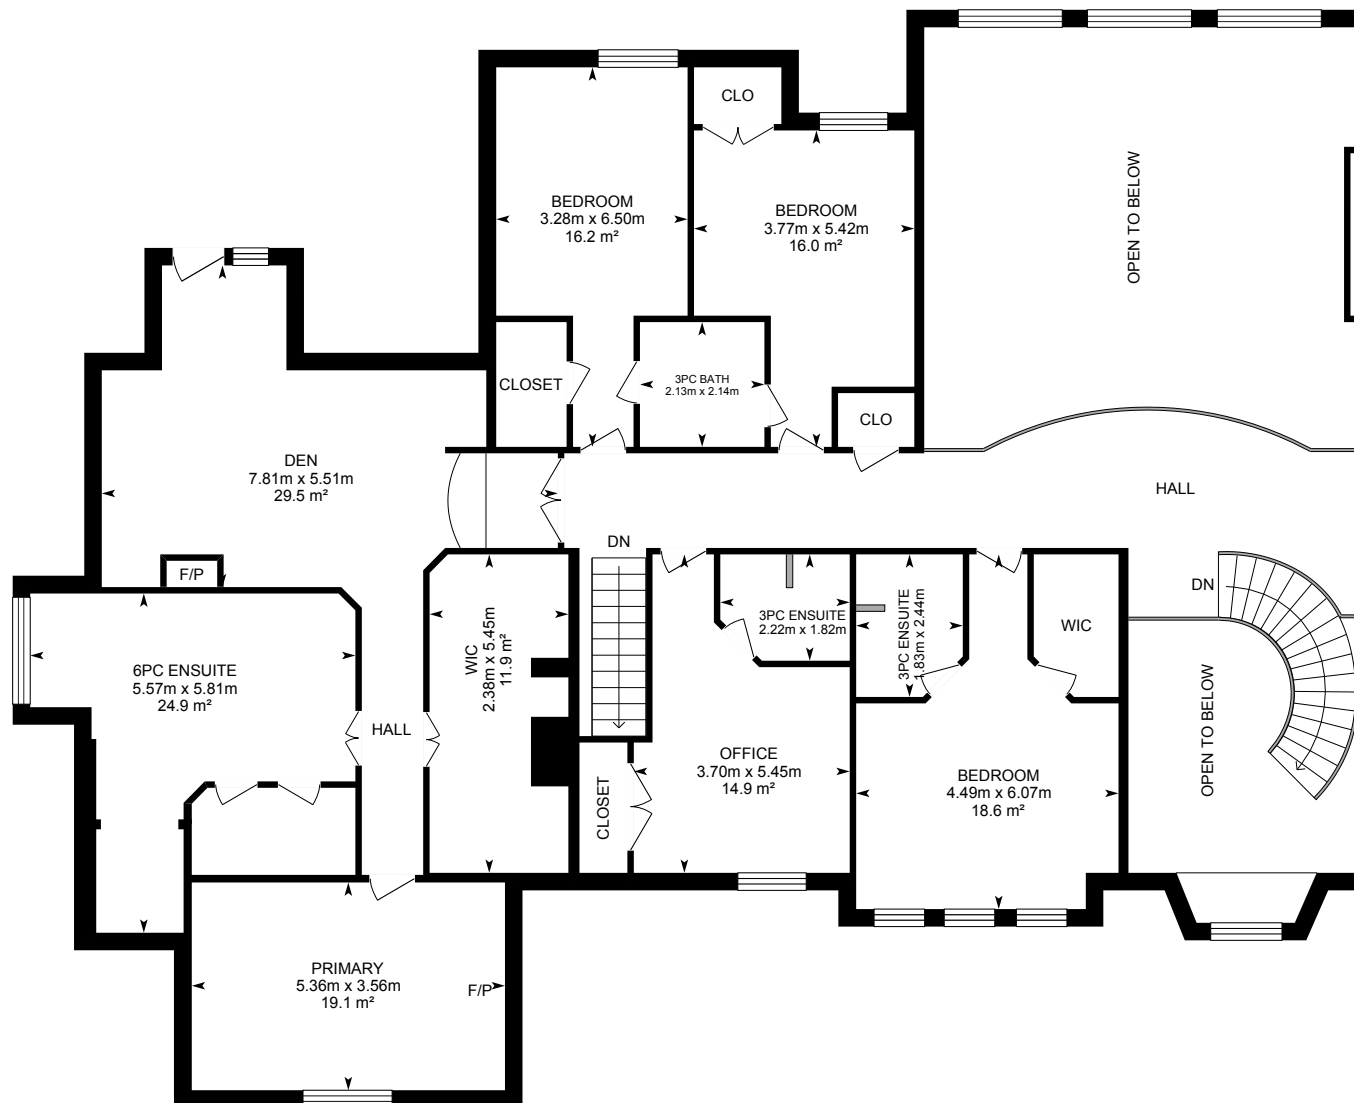 CLO
BEDROOM
3.28m x 6.50m
16.2 m²
BEDROOM
3.77m x 5.42m
16.0 m²
OPEN TO BELOW
CLOSET
3PC BATH
2.13m x 2.14m
CLO
DEN
7.81m x 5.51m
29.5 m²
HALL
DN
F/P
DN
3PC ENSUITE
2.22m x 1.82m
3PC ENSUITE
1.83m x 2.44m
WIC
WIC
2.38m x 5.45m
11.9 m²
6PC ENSUITE
5.57m x 5.81m
24.9 m²
HALL
OPEN TO BELOW
OFFICE
3.70m x 5.45m
14.9 m²
BEDROOM
4.49m x 6.07m
18.6 m²
CLOSET
PRIMARY
5.36m x 3.56m
19.1 m²
F/P